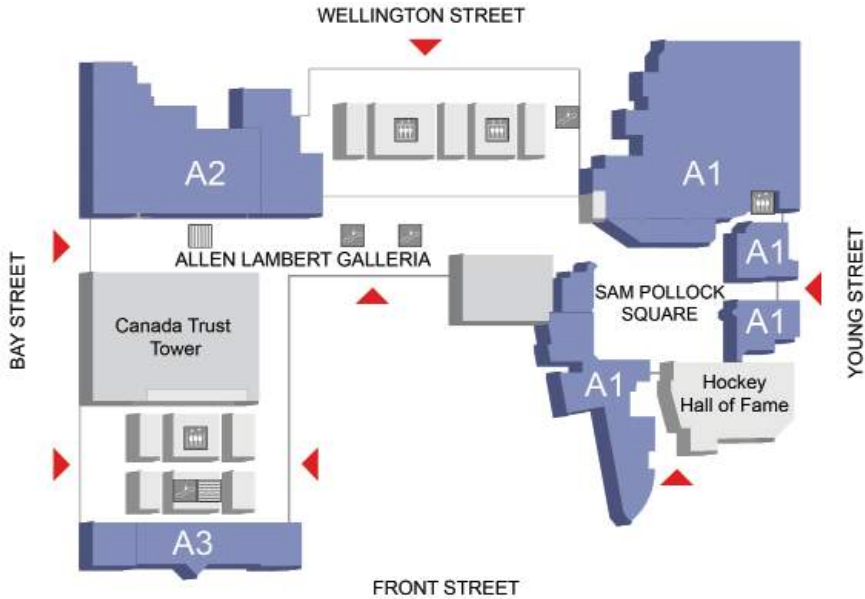 WELLINGTON STREET
A2
A1
ALLEN LAMBERT GALLERIA
A1
BAY STREET
SAM POLLOCK
SQUARE
YOUNG STREET
Canada Trust
Tower
A1
A1
Hockey
Hall of Fame
A3
FRONT STREET